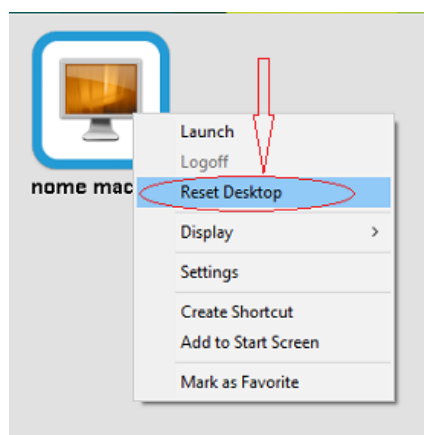 Launch
Logoff
nome mac
Reset Desktop
Display
Settings
Create Shortcut
Add to Start Screen
Mark as Favorite